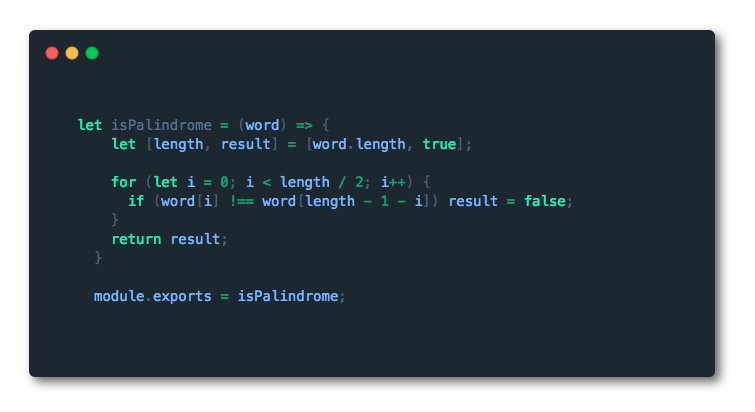 let isPalindrome = (word) => {
    let [length, result] = [word.length, true];

    for (let i = 0; i < length / 2; i++) {
      if (word[i] !== word[length - 1 - i]) result = false;
    }
    return result;
  }

  module.exports = isPalindrome;